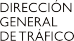 DIRECCIÓN
GENERAL
DE TRÁFICO